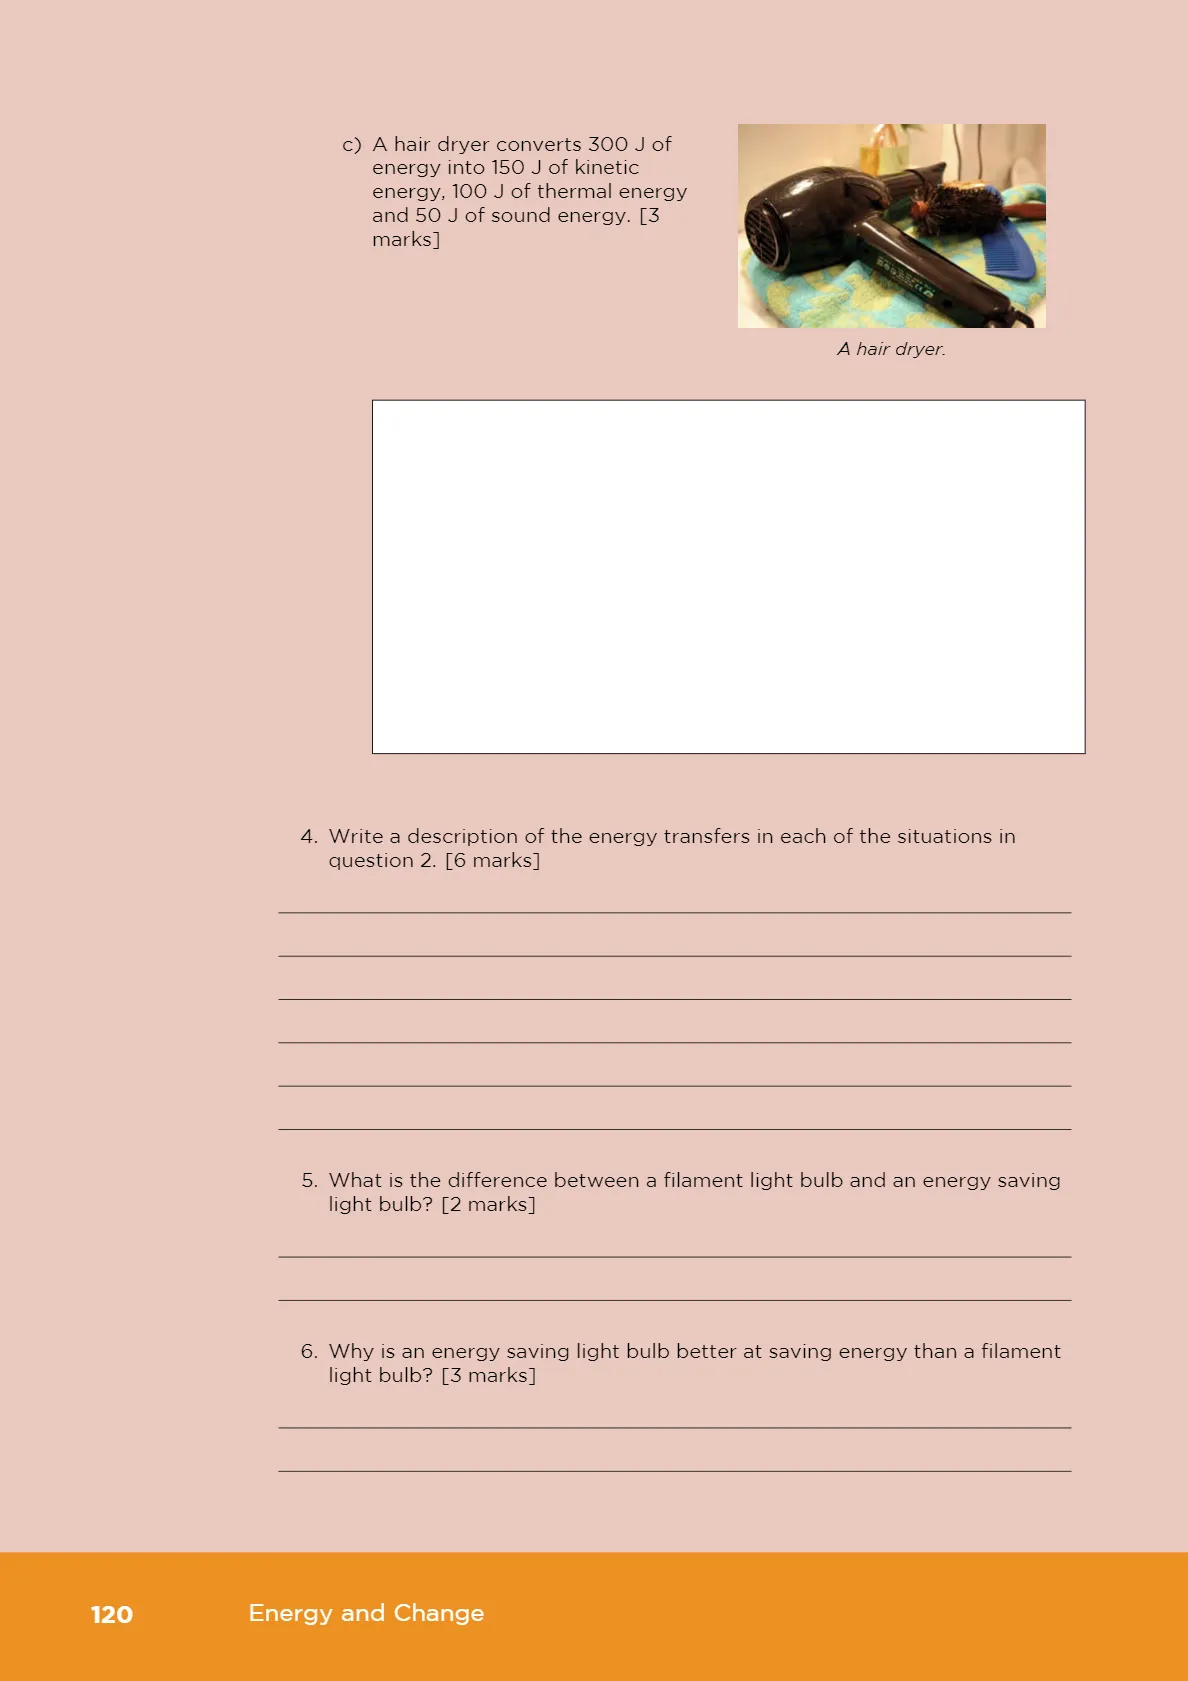 c) A hair dryer converts 300 J of
energy into 150 J of kinetic
energy, 100 J of thermal energy
and 50 J of sound energy. [3
marks]
A hair dryer.
4. Write a description of the energy transfers in each of the situations in
question 2. [6 marks]
5. What is the difference between a filament light bulb and an energy saving
light bulb? [2 marks]
6. Why is an energy saving light bulb better at saving energy than a filament
light bulb? [3 marks]
120
Energy and Change